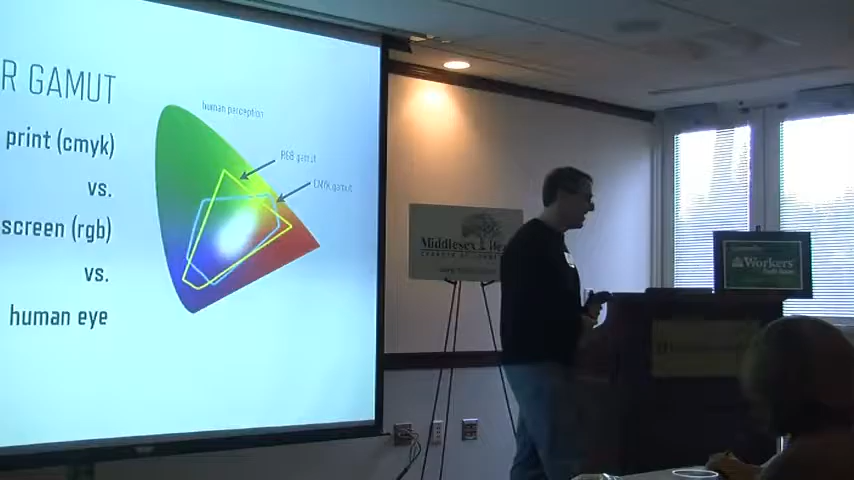 R GAMUT
print (cmyk)
vs.
screen (rgb)
vs.
human eye
human perception
RGB gamut
CMYK gamut
Middlesex
Workers